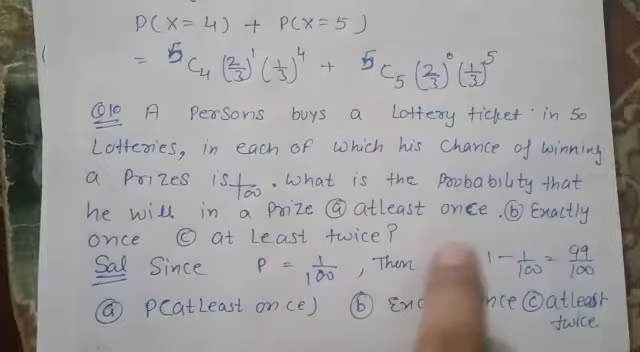 P(X = 4) + P(X = 5)
= ⁵C₄ (2/3)¹ (1/3)⁴ + ⁵C₅ (2/3)⁰ (1/3)⁵
Q10 A Persons buys a Lottery ticket in 50
Lotteries, in each of which his chance of winning
a Prizes is 1/100. What is the Probability that
he will in a Prize ⓐ atleast once. ⓑ Exactly
once ⓒ at Least twice?
Sol Since P = 1/100, Then 1 - 1/100 = 99/100
ⓐ P(atLeast once) ⓑ ⓒ atleast
twice